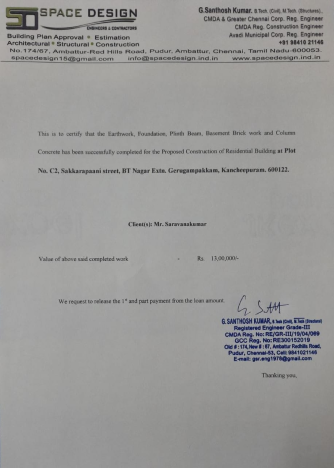 SPACE DESIGN
ENGINEERS & CONTRACTORS
Building Plan Approval * Estimation
Architectural * Structural * Construction
G.Santhosh Kumar, B.Tech (Civil), M.Tech (Structures),
CMDA & Greater Chennai Corp. Reg. Engineer
CMDA Reg. Construction Engineer
Avadi Municipal Corp. Reg. Engineer
+91 98410 21146
No.174/67, Ambattur-Red Hills Road, Pudur, Ambattur, Chennai, Tamil Nadu-600053.
spacedesign15@gmail.com info@spacedesign.ind.in www.spacedesign.ind.in
This is to certify that the Earthwork, Foundation, Plinth Beam, Basement Brick work and Column
Concrete has been successfully completed for the Proposed Construction of Residential Building at Plot
No. C2, Sakkarapaani street, BT Nagar Extn. Gerugampakkam, Kancheepuram. 600122.
Client(s): Mr. Saravanakumar
Value of above said completed work - Rs. 13,00,000/-
We request to release the 1st and part payment from the loan amount.
G. SANTHOSH KUMAR, B.Tech (Civil), M.Tech (Structures)
Registered Engineer Grade-III
CMDA Reg. No: RE/GR-III/19/04/069
GCC Reg. No: RE300152019
Old #: 174, New #: 67, Ambattur Redhills Road,
Pudur, Chennai-53, Cell: 9841021146
E-mail: gsr.eng1976@gmail.com
Thanking you,